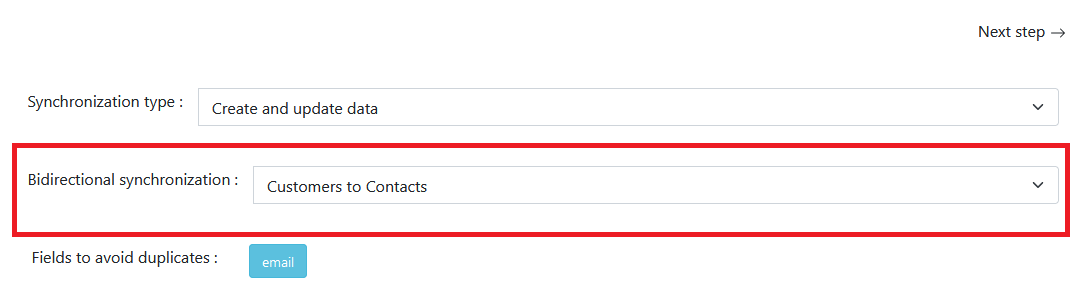 Next step →
Synchronization type : Create and update data
Bidirectional synchronization : Customers to Contacts
Fields to avoid duplicates : email